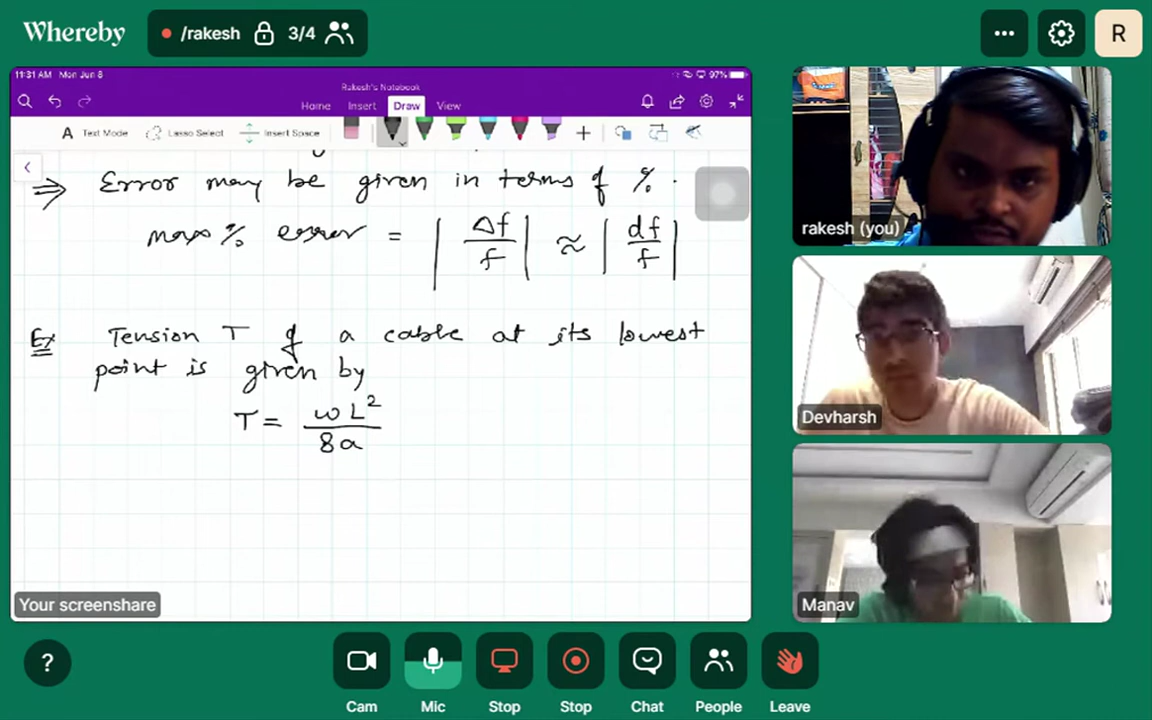 Whereby
/rakesh 3/4
R
11:31 AM Mon Jun 8
97%
Rakesh's Notebook
Home Insert Draw View
A Text Mode Lasso Select Insert Space
⇒ Error may be given in terms of %.
max % error = | Δf/f | ≈ | df/f |
Ex Tension T of a cable at its lowest
point is given by
T = ωL²/8a
Your screenshare
rakesh (you)
Devharsh
Manav
?
Cam Mic Stop Stop Chat People Leave